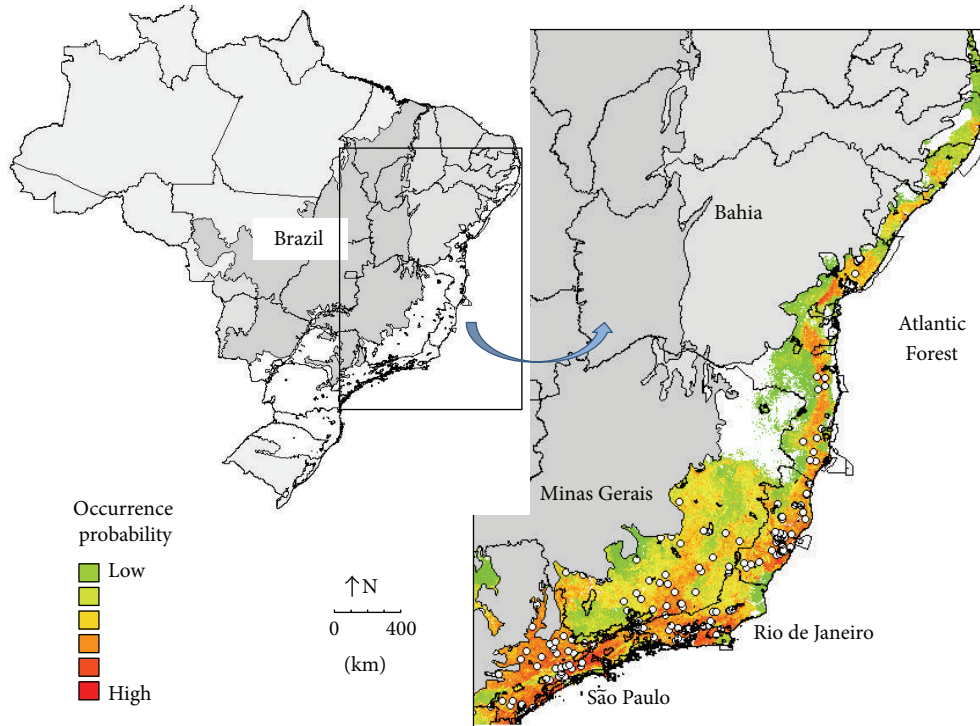 Brazil
Bahia
Atlantic
Forest
Minas Gerais
Rio de Janeiro
São Paulo
Occurrence
probability
Low
High
↑N
0 400
(km)